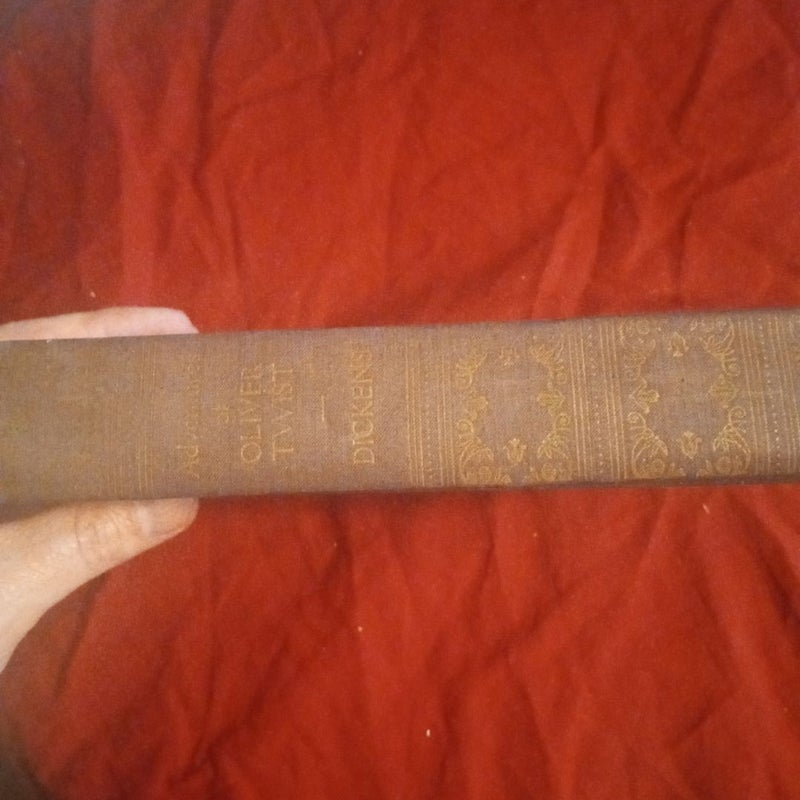 Adventures
of
OLIVER
TWIST
DICKENS